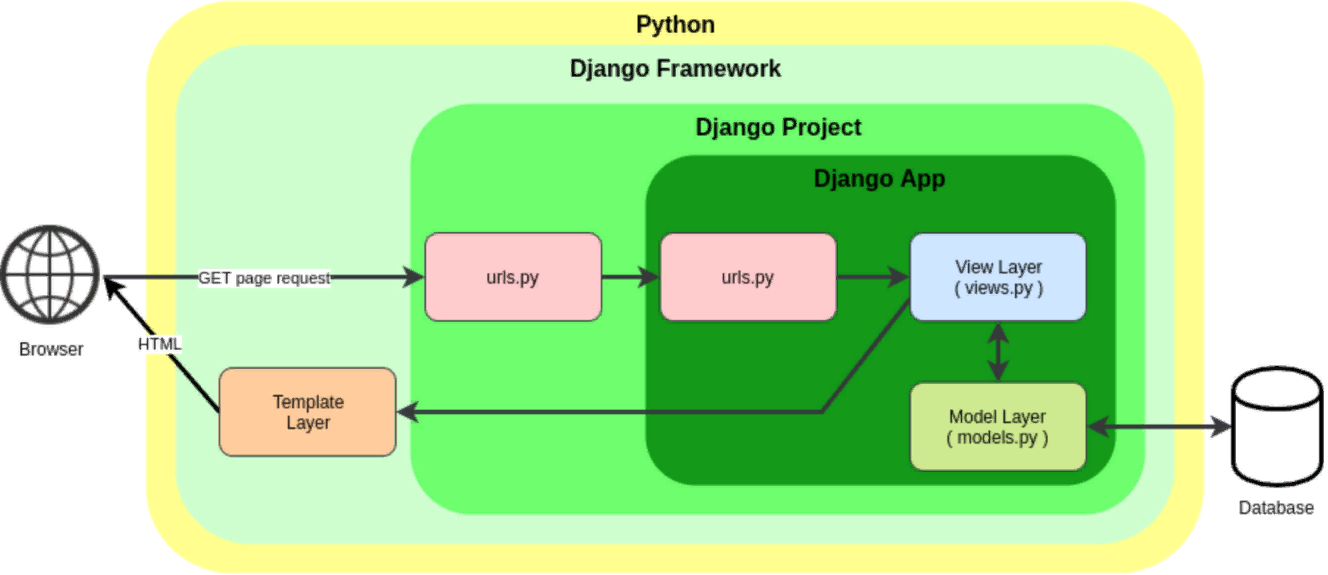 Python
Django Framework
Django Project
Django App
GET page request
urls.py
urls.py
View Layer
( views.py )
Browser
HTML
Template
Layer
Model Layer
( models.py )
Database